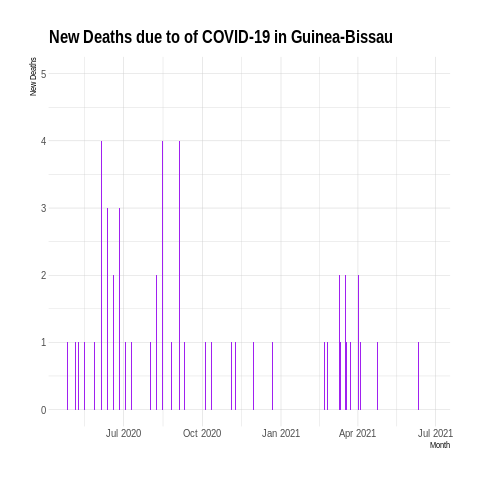 New Deaths due to of COVID-19 in Guinea-Bissau
New Deaths
5
4
3
2
1
0
Jul 2020 Oct 2020 Jan 2021 Apr 2021 Jul 2021
Month